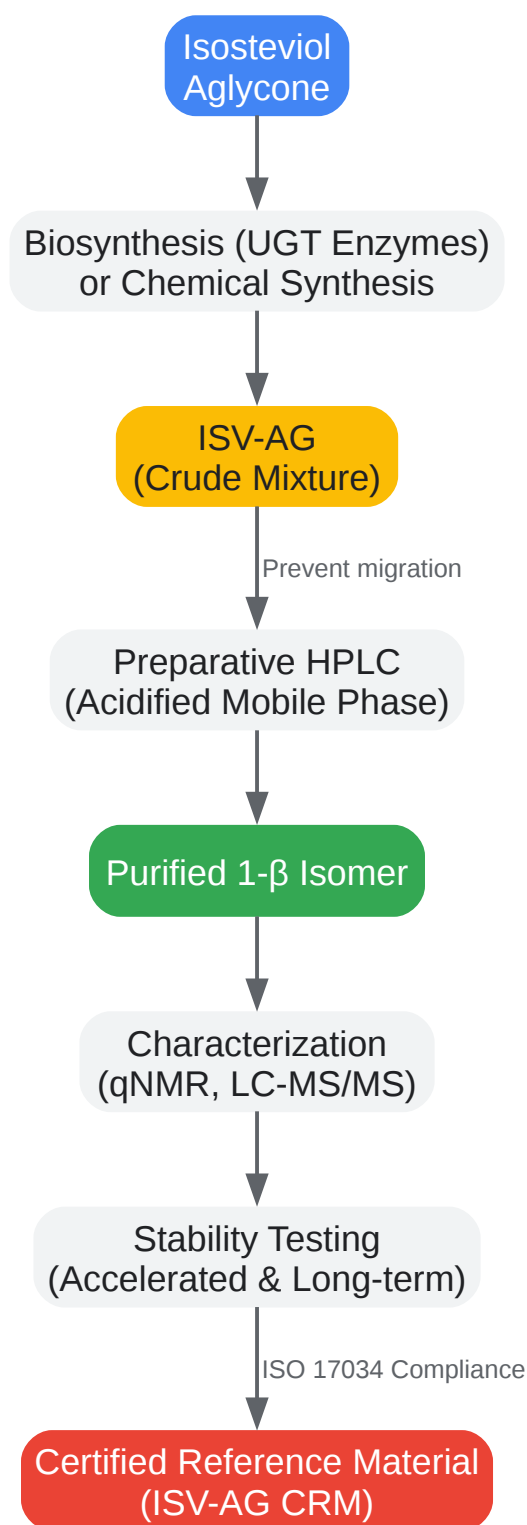 Isosteviol
Aglycone
Biosynthesis (UGT Enzymes)
or Chemical Synthesis
ISV-AG
(Crude Mixture)
Prevent migration
Preparative HPLC
(Acidified Mobile Phase)
Purified 1-β Isomer
Characterization
(qNMR, LC-MS/MS)
Stability Testing
(Accelerated & Long-term)
ISO 17034 Compliance
Certified Reference Material
(ISV-AG CRM)